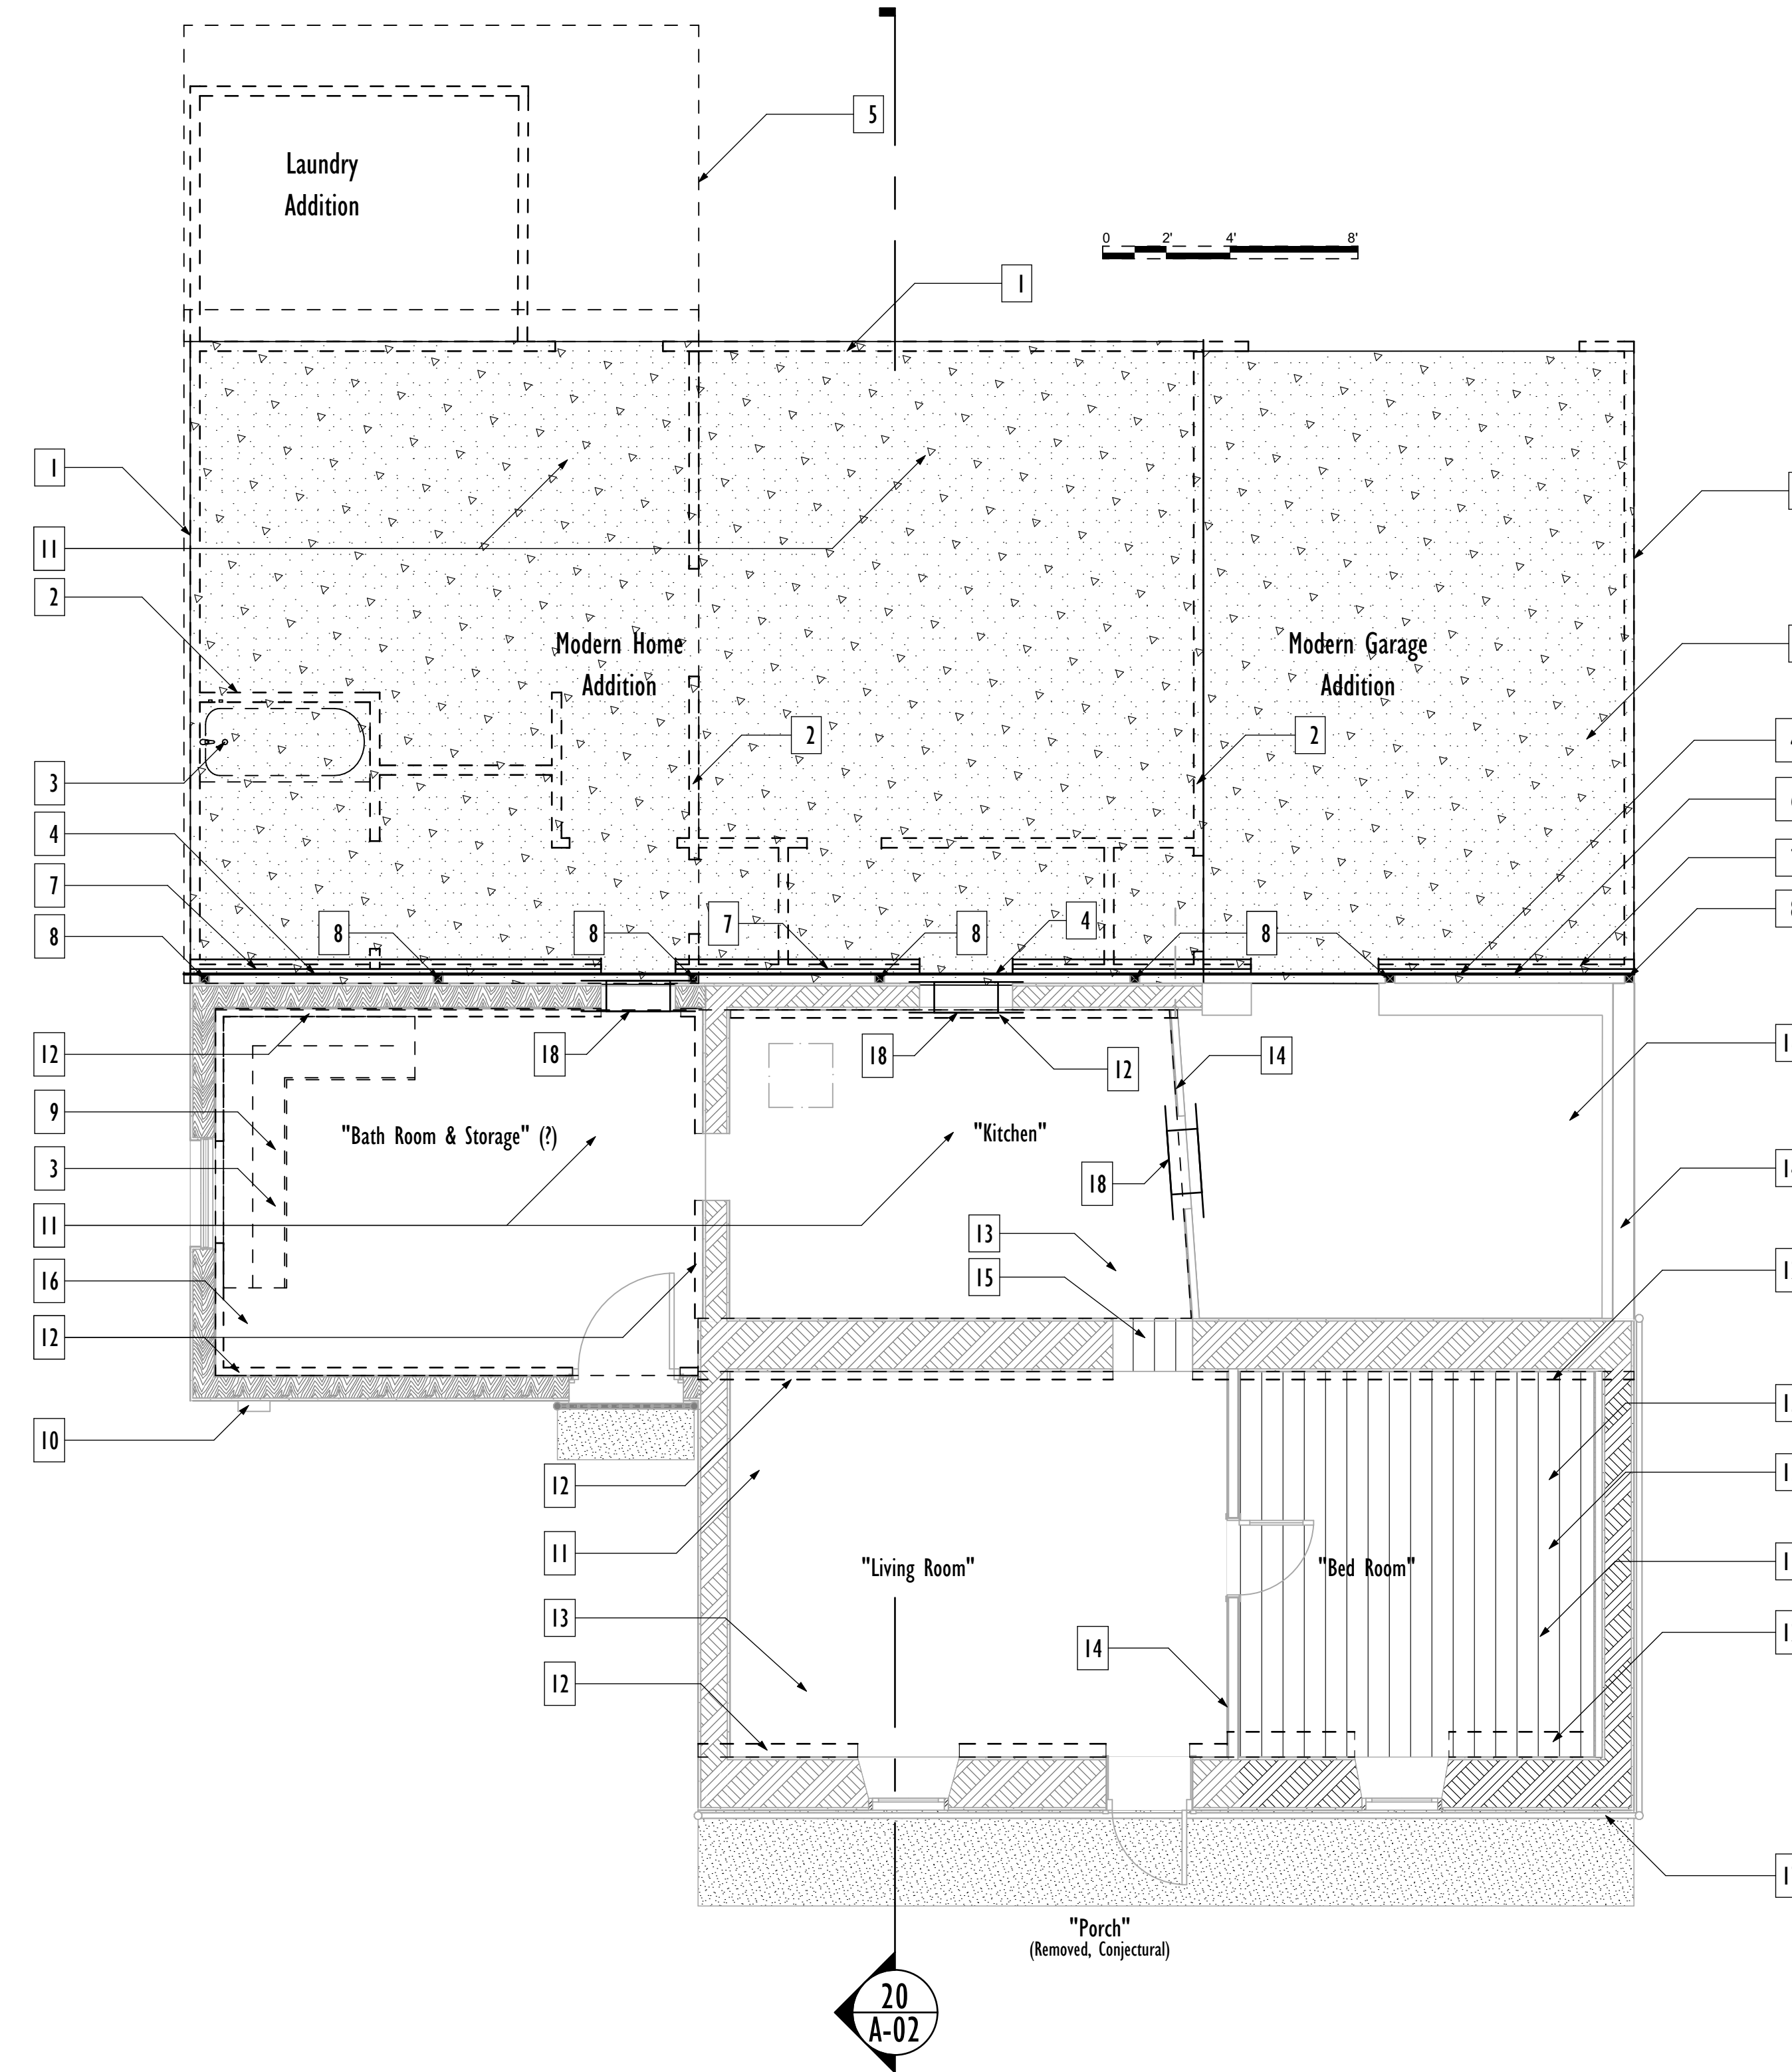 5
Laundry
Addition
0 2' 4' 8'
1
1
11
2
Modern Home
Addition
Modern Garage
Addition
2
2
3
4
7
8
8
8
7
8
4
8
12
18
18
12
14
9
"Bath Room & Storage" (?)
"Kitchen"
3
18
11
13
15
16
12
10
12
11
"Living Room"
"Bed Room"
13
14
12
"Porch"
(Removed, Conjectural)
20
A-02